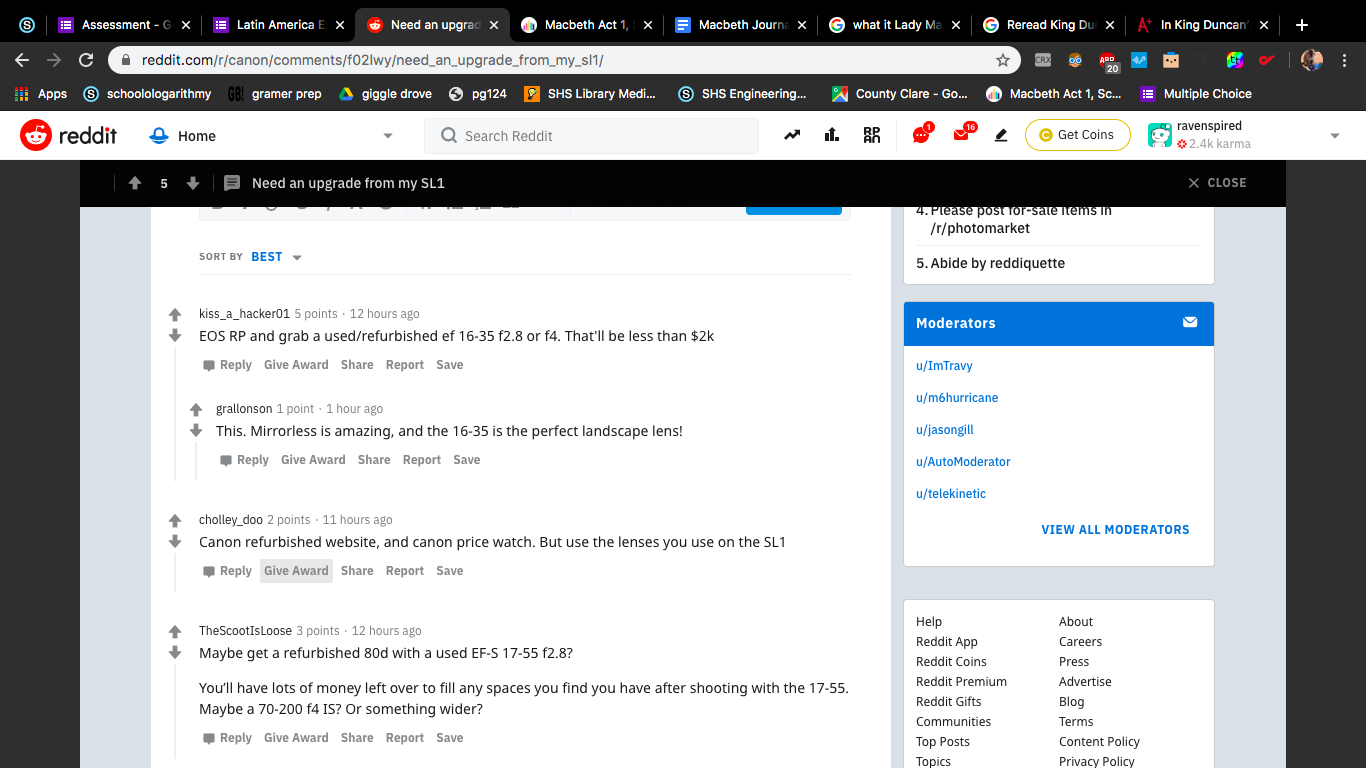 Assessment - G
Latin America E
Need an upgrad
Macbeth Act 1, S
Macbeth Journa
what it Lady Ma
Reread King Du
In King Duncan'
reddit.com/r/canon/comments/f02lwy/need_an_upgrade_from_my_sl1/
CRX
ABP
20
Apps
schoolologarithmy
GB!
gramer prep
giggle drove
pg124
SHS Library Medi...
SHS Engineering...
County Clare - Go...
Macbeth Act 1, Sc...
Multiple Choice
reddit
Home
Search Reddit
1
16
Get Coins
ravenspired
2.4k karma
5
Need an upgrade from my SL1
CLOSE
SORT BY BEST
kiss_a_hacker01 5 points · 12 hours ago
EOS RP and grab a used/refurbished ef 16-35 f2.8 or f4. That'll be less than $2k
Reply Give Award Share Report Save
grallonson 1 point · 1 hour ago
This. Mirrorless is amazing, and the 16-35 is the perfect landscape lens!
Reply Give Award Share Report Save
cholley_doo 2 points · 11 hours ago
Canon refurbished website, and canon price watch. But use the lenses you use on the SL1
Reply Give Award Share Report Save
TheScootIsLoose 3 points · 12 hours ago
Maybe get a refurbished 80d with a used EF-S 17-55 f2.8?
You'll have lots of money left over to fill any spaces you find you have after shooting with the 17-55.
Maybe a 70-200 f4 IS? Or something wider?
Reply Give Award Share Report Save
4. Please post for-sale items in
/r/photomarket
5. Abide by reddiquette
Moderators
u/ImTravy
u/m6hurricane
u/jasongill
u/AutoModerator
u/telekinetic
VIEW ALL MODERATORS
Help
Reddit App
Reddit Coins
Reddit Premium
Reddit Gifts
Communities
Top Posts
Topics
About
Careers
Press
Advertise
Blog
Terms
Content Policy
Privacy Policy